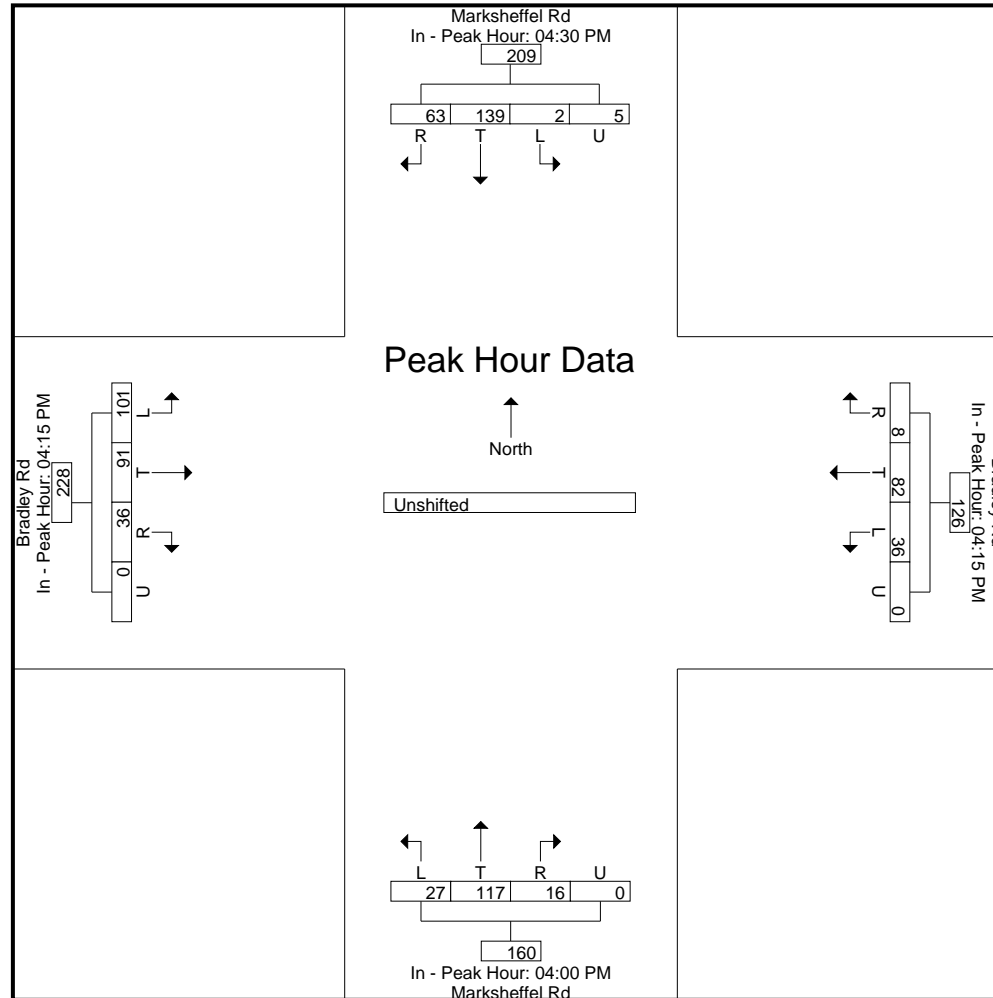 Marksheffel Rd
In - Peak Hour: 04:30 PM
209
63 139 2 5
R T L U
Peak Hour Data
North
Unshifted
Bradley Rd
In - Peak Hour: 04:15 PM
228
101 91 36 0
L T R U
In - Peak Hour: 04:15 PM
126
8 82 36 0
R T L U
L T R U
27 117 16 0
160
In - Peak Hour: 04:00 PM
Marksheffel Rd